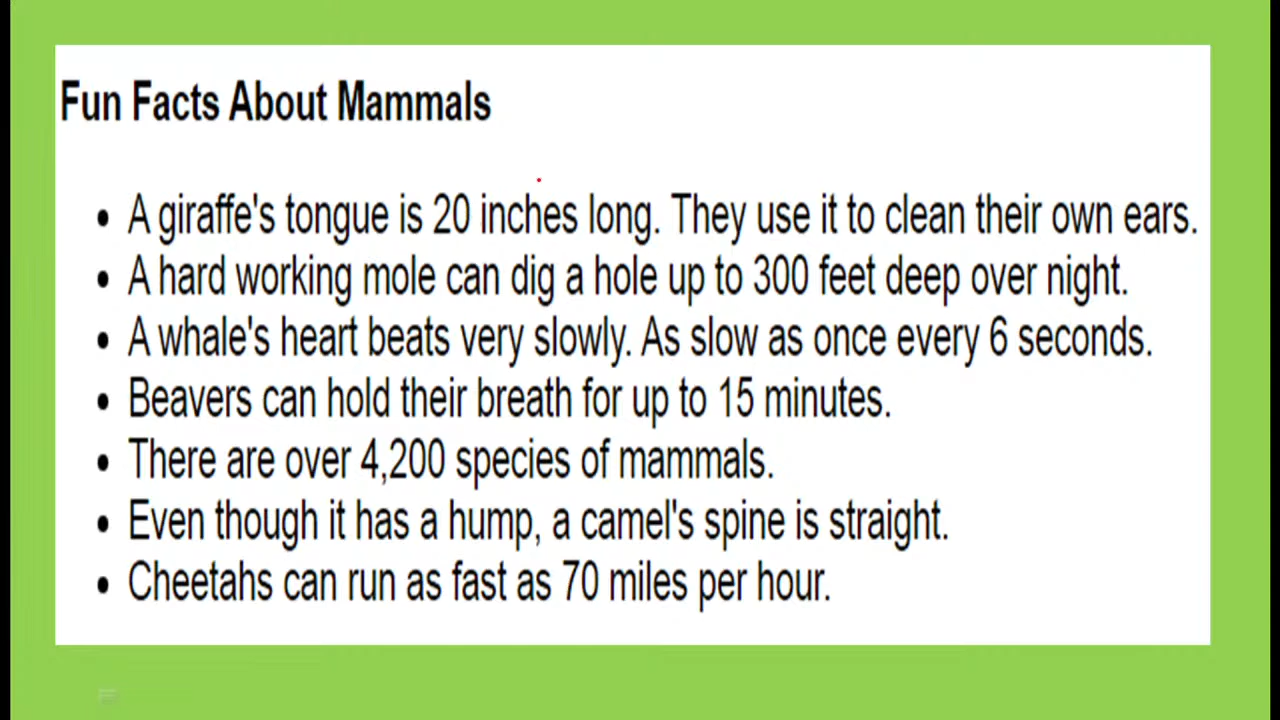 Fun Facts About Mammals
• A giraffe's tongue is 20 inches long. They use it to clean their own ears.
• A hard working mole can dig a hole up to 300 feet deep over night.
• A whale's heart beats very slowly. As slow as once every 6 seconds.
• Beavers can hold their breath for up to 15 minutes.
• There are over 4,200 species of mammals.
• Even though it has a hump, a camel's spine is straight.
• Cheetahs can run as fast as 70 miles per hour.